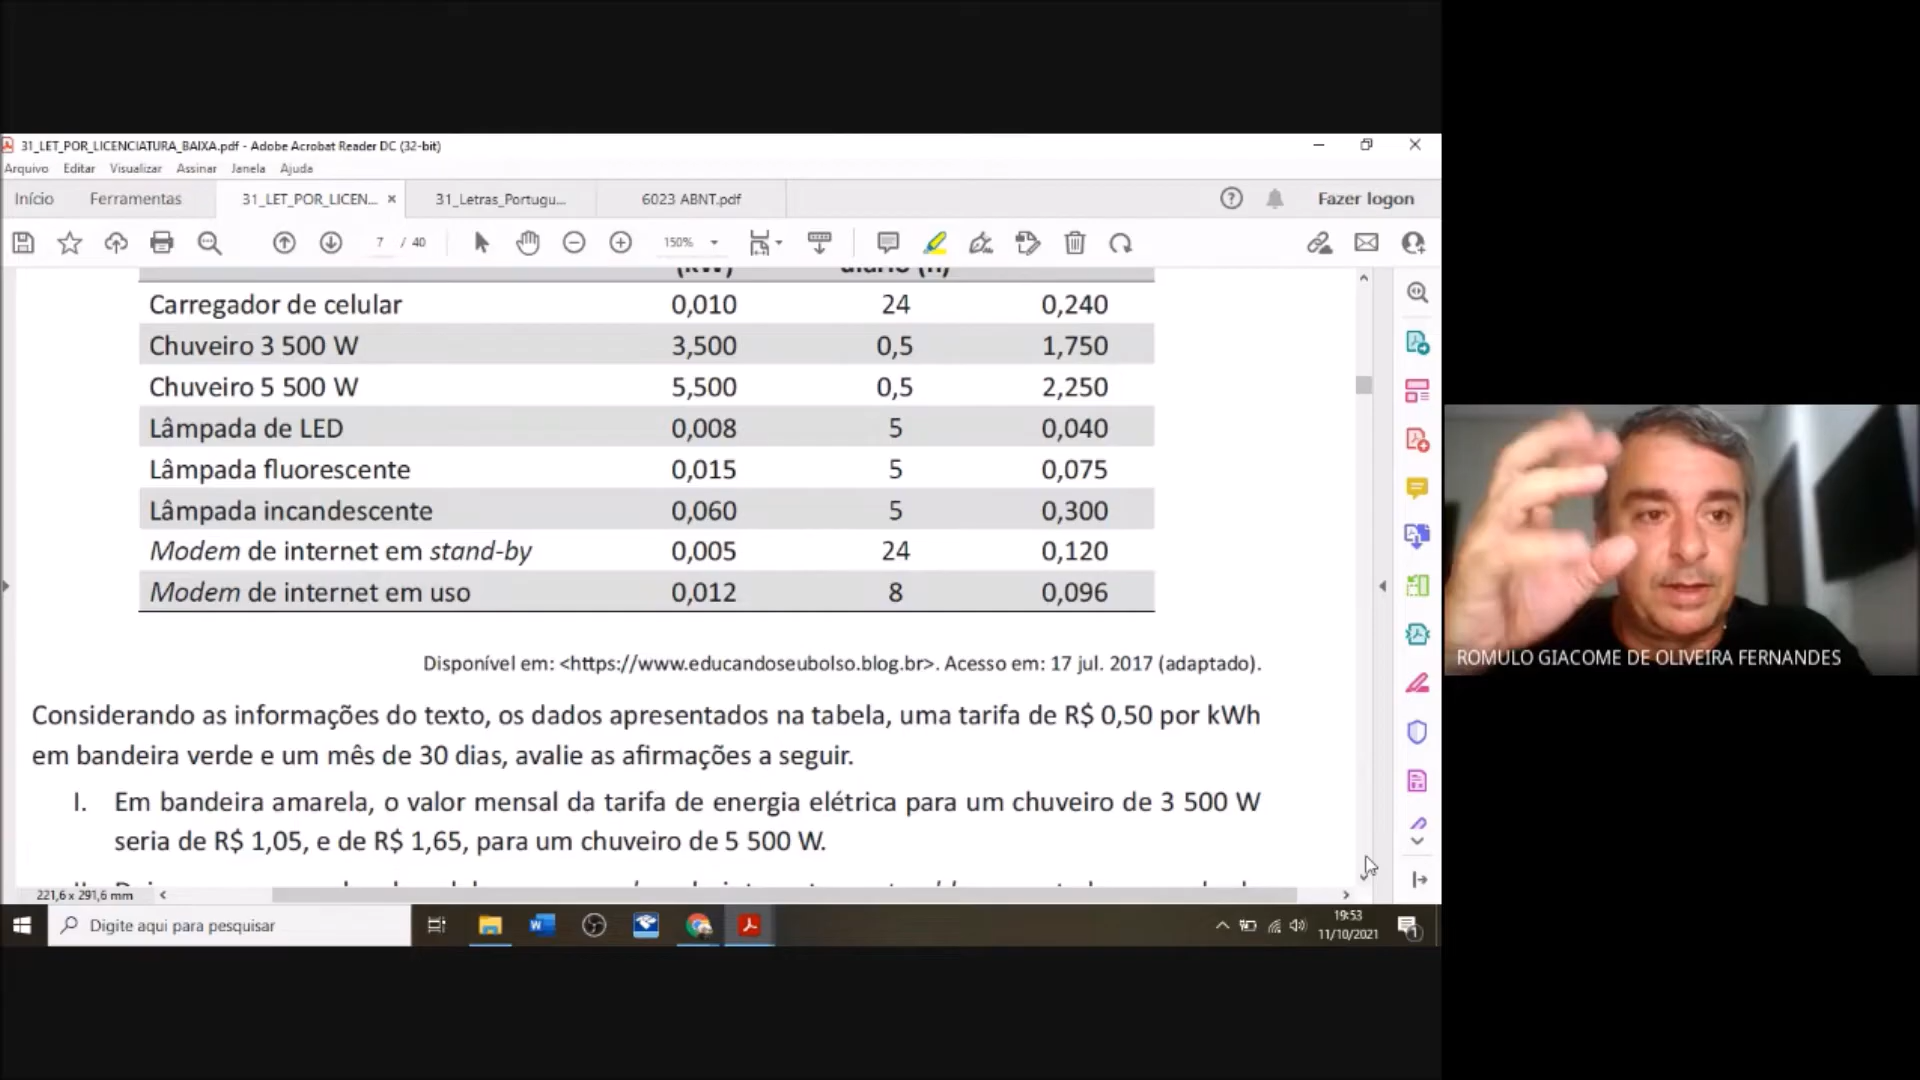 31_LET_POR_LICENCIATURA_BAIXA.pdf - Adobe Acrobat Reader DC (32-bit)
Arquivo Editar Visualizar Assinar Janela Ajuda
Início Ferramentas 31_LET_POR_LICEN... 31_Letras_Portugu... 6023 ABNT.pdf Fazer logon
7 / 40 150%
(kW) diário (h)
Carregador de celular 0,010 24 0,240
Chuveiro 3 500 W 3,500 0,5 1,750
Chuveiro 5 500 W 5,500 0,5 2,250
Lâmpada de LED 0,008 5 0,040
Lâmpada fluorescente 0,015 5 0,075
Lâmpada incandescente 0,060 5 0,300
Modem de internet em stand-by 0,005 24 0,120
Modem de internet em uso 0,012 8 0,096
Disponível em: <https://www.educandoseubolso.blog.br>. Acesso em: 17 jul. 2017 (adaptado).
Considerando as informações do texto, os dados apresentados na tabela, uma tarifa de R$ 0,50 por kWh
em bandeira verde e um mês de 30 dias, avalie as afirmações a seguir.
I. Em bandeira amarela, o valor mensal da tarifa de energia elétrica para um chuveiro de 3 500 W
seria de R$ 1,05, e de R$ 1,65, para um chuveiro de 5 500 W.
221,6 x 291,6 mm
Digite aqui para pesquisar
19:53
11/10/2021
1
ROMULO GIACOME DE OLIVEIRA FERNANDES